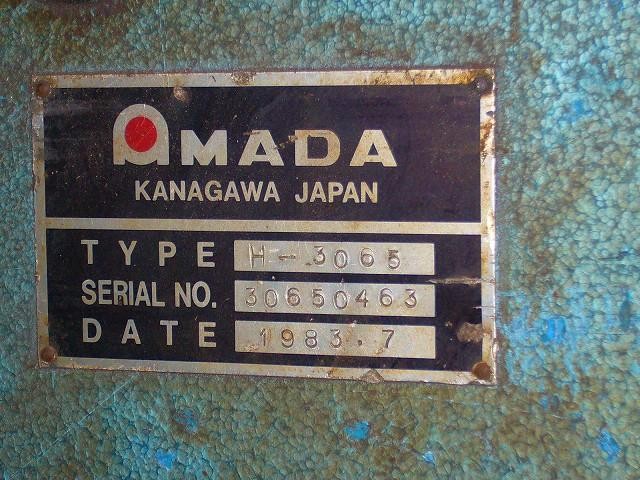 AMADA
KANAGAWA JAPAN
TYPE H-3065
SERIAL NO. 30650463
DATE 1983.7